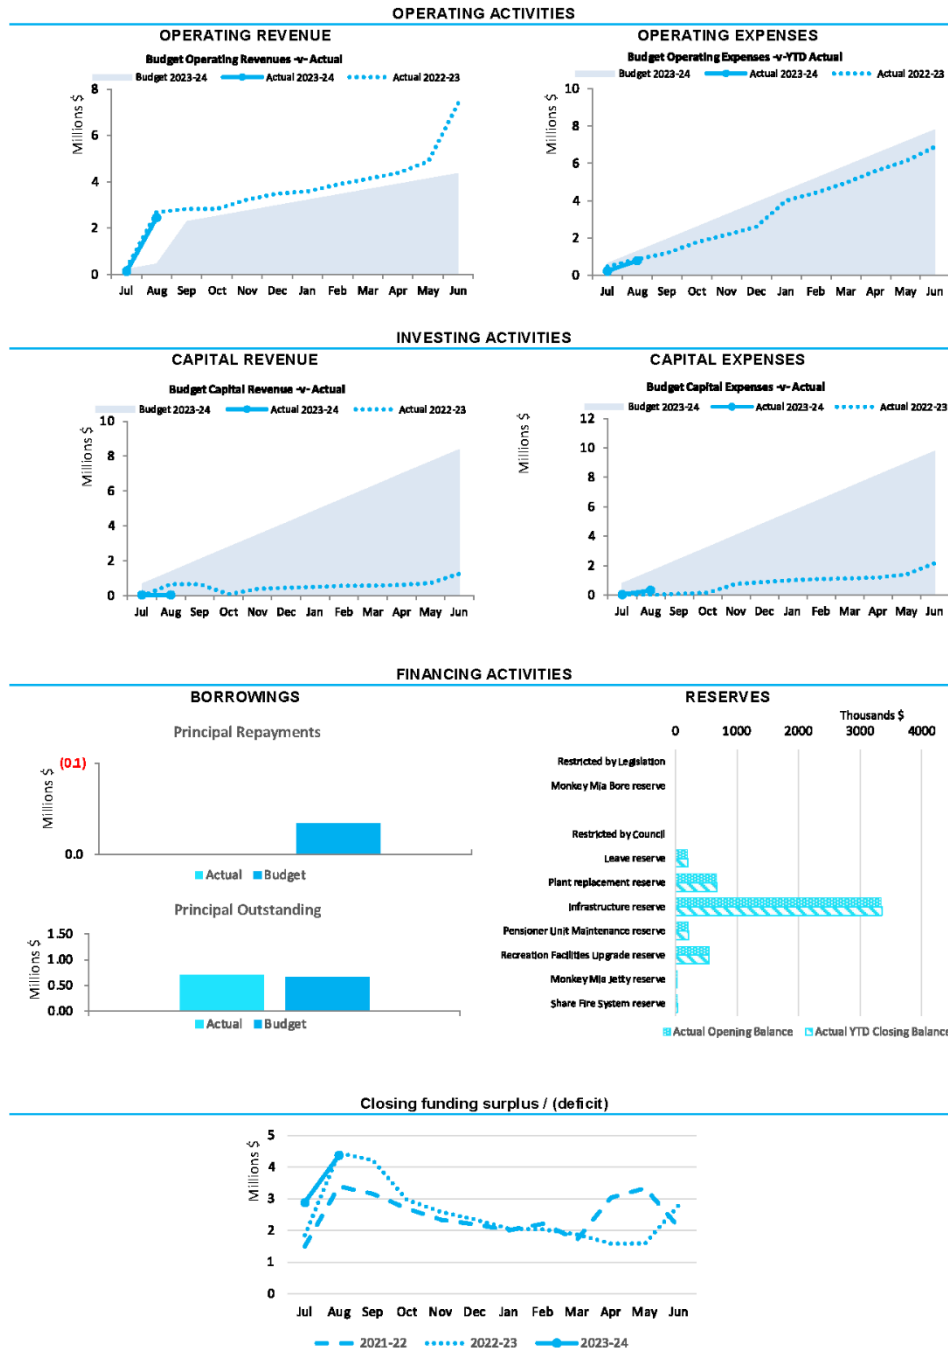 OPERATING ACTIVITIES
OPERATING REVENUE
Budget Operating Revenues -v- Actual
Budget 2023-24 Actual 2023-24 Actual 2022-23
Millions $
8
6
4
2
0
Jul Aug Sep Oct Nov Dec Jan Feb Mar Apr May Jun
OPERATING EXPENSES
Budget Operating Expenses -v-YTD Actual
Budget 2023-24 Actual 2023-24 Actual 2022-23
Millions $
10
8
6
4
2
0
Jul Aug Sep Oct Nov Dec Jan Feb Mar Apr May Jun
INVESTING ACTIVITIES
CAPITAL REVENUE
Budget Capital Revenue -v- Actual
Budget 2023-24 Actual 2023-24 Actual 2022-23
Millions $
10
8
6
4
2
0
Jul Aug Sep Oct Nov Dec Jan Feb Mar Apr May Jun
CAPITAL EXPENSES
Budget Capital Expenses -v- Actual
Budget 2023-24 Actual 2023-24 Actual 2022-23
Millions $
12
10
8
6
4
2
0
Jul Aug Sep Oct Nov Dec Jan Feb Mar Apr May Jun
FINANCING ACTIVITIES
BORROWINGS
Principal Repayments
Millions $
(0.1)
0.0
Actual Budget
Principal Outstanding
Millions $
1.50
1.00
0.50
0.00
Actual Budget
RESERVES
Thousands $
0 1000 2000 3000 4000
Restricted by Legislation
Monkey Mia Bore reserve
Restricted by Council
Leave reserve
Plant replacement reserve
Infrastructure reserve
Pensioner Unit Maintenance reserve
Recreation Facilities Upgrade reserve
Monkey Mia Jetty reserve
Share Fire System reserve
Actual Opening Balance Actual YTD Closing Balance
Closing funding surplus / (deficit)
Millions $
5
4
3
2
1
0
Jul Aug Sep Oct Nov Dec Jan Feb Mar Apr May Jun
2021-22 2022-23 2023-24